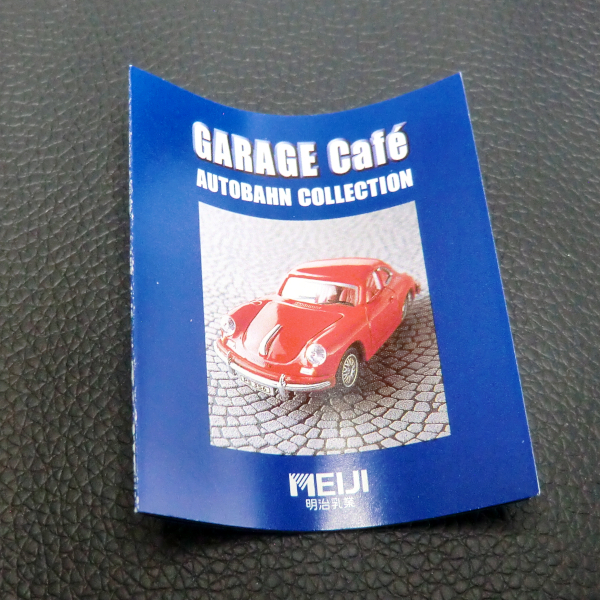 GARAGE Café
AUTOBAHN COLLECTION
MEIJI
明治乳業